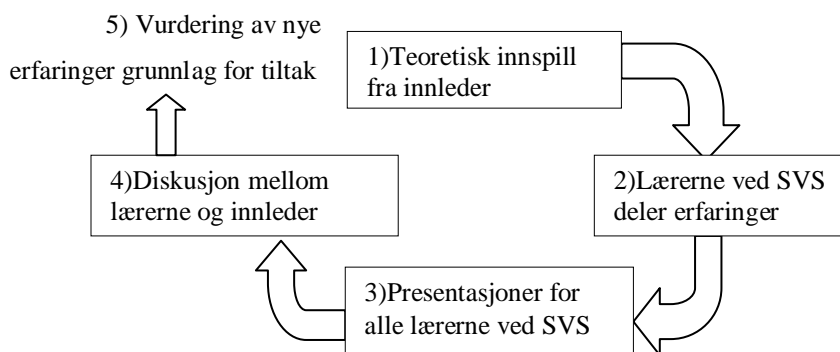 5) Vurdering av nye
erfaringer grunnlag for tiltak
1)Teoretisk innspill
fra innleder
2)Lærerne ved SVS
deler erfaringer
3)Presentasjoner for
alle lærerne ved SVS
4)Diskusjon mellom
lærerne og innleder